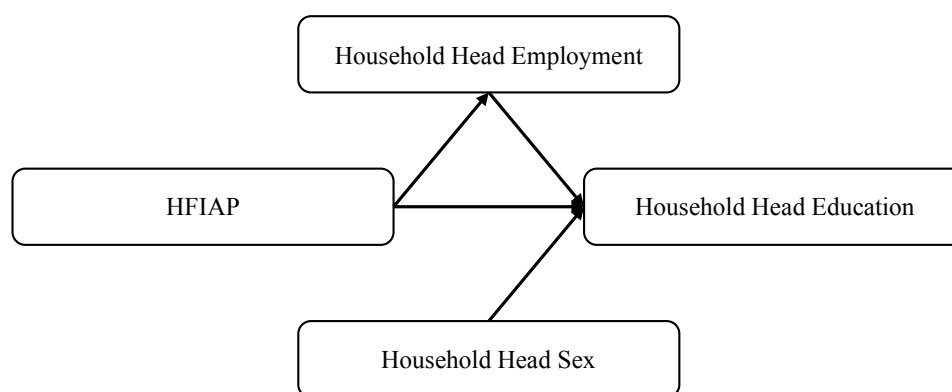 Household Head Employment
HFIAP
Household Head Education
Household Head Sex